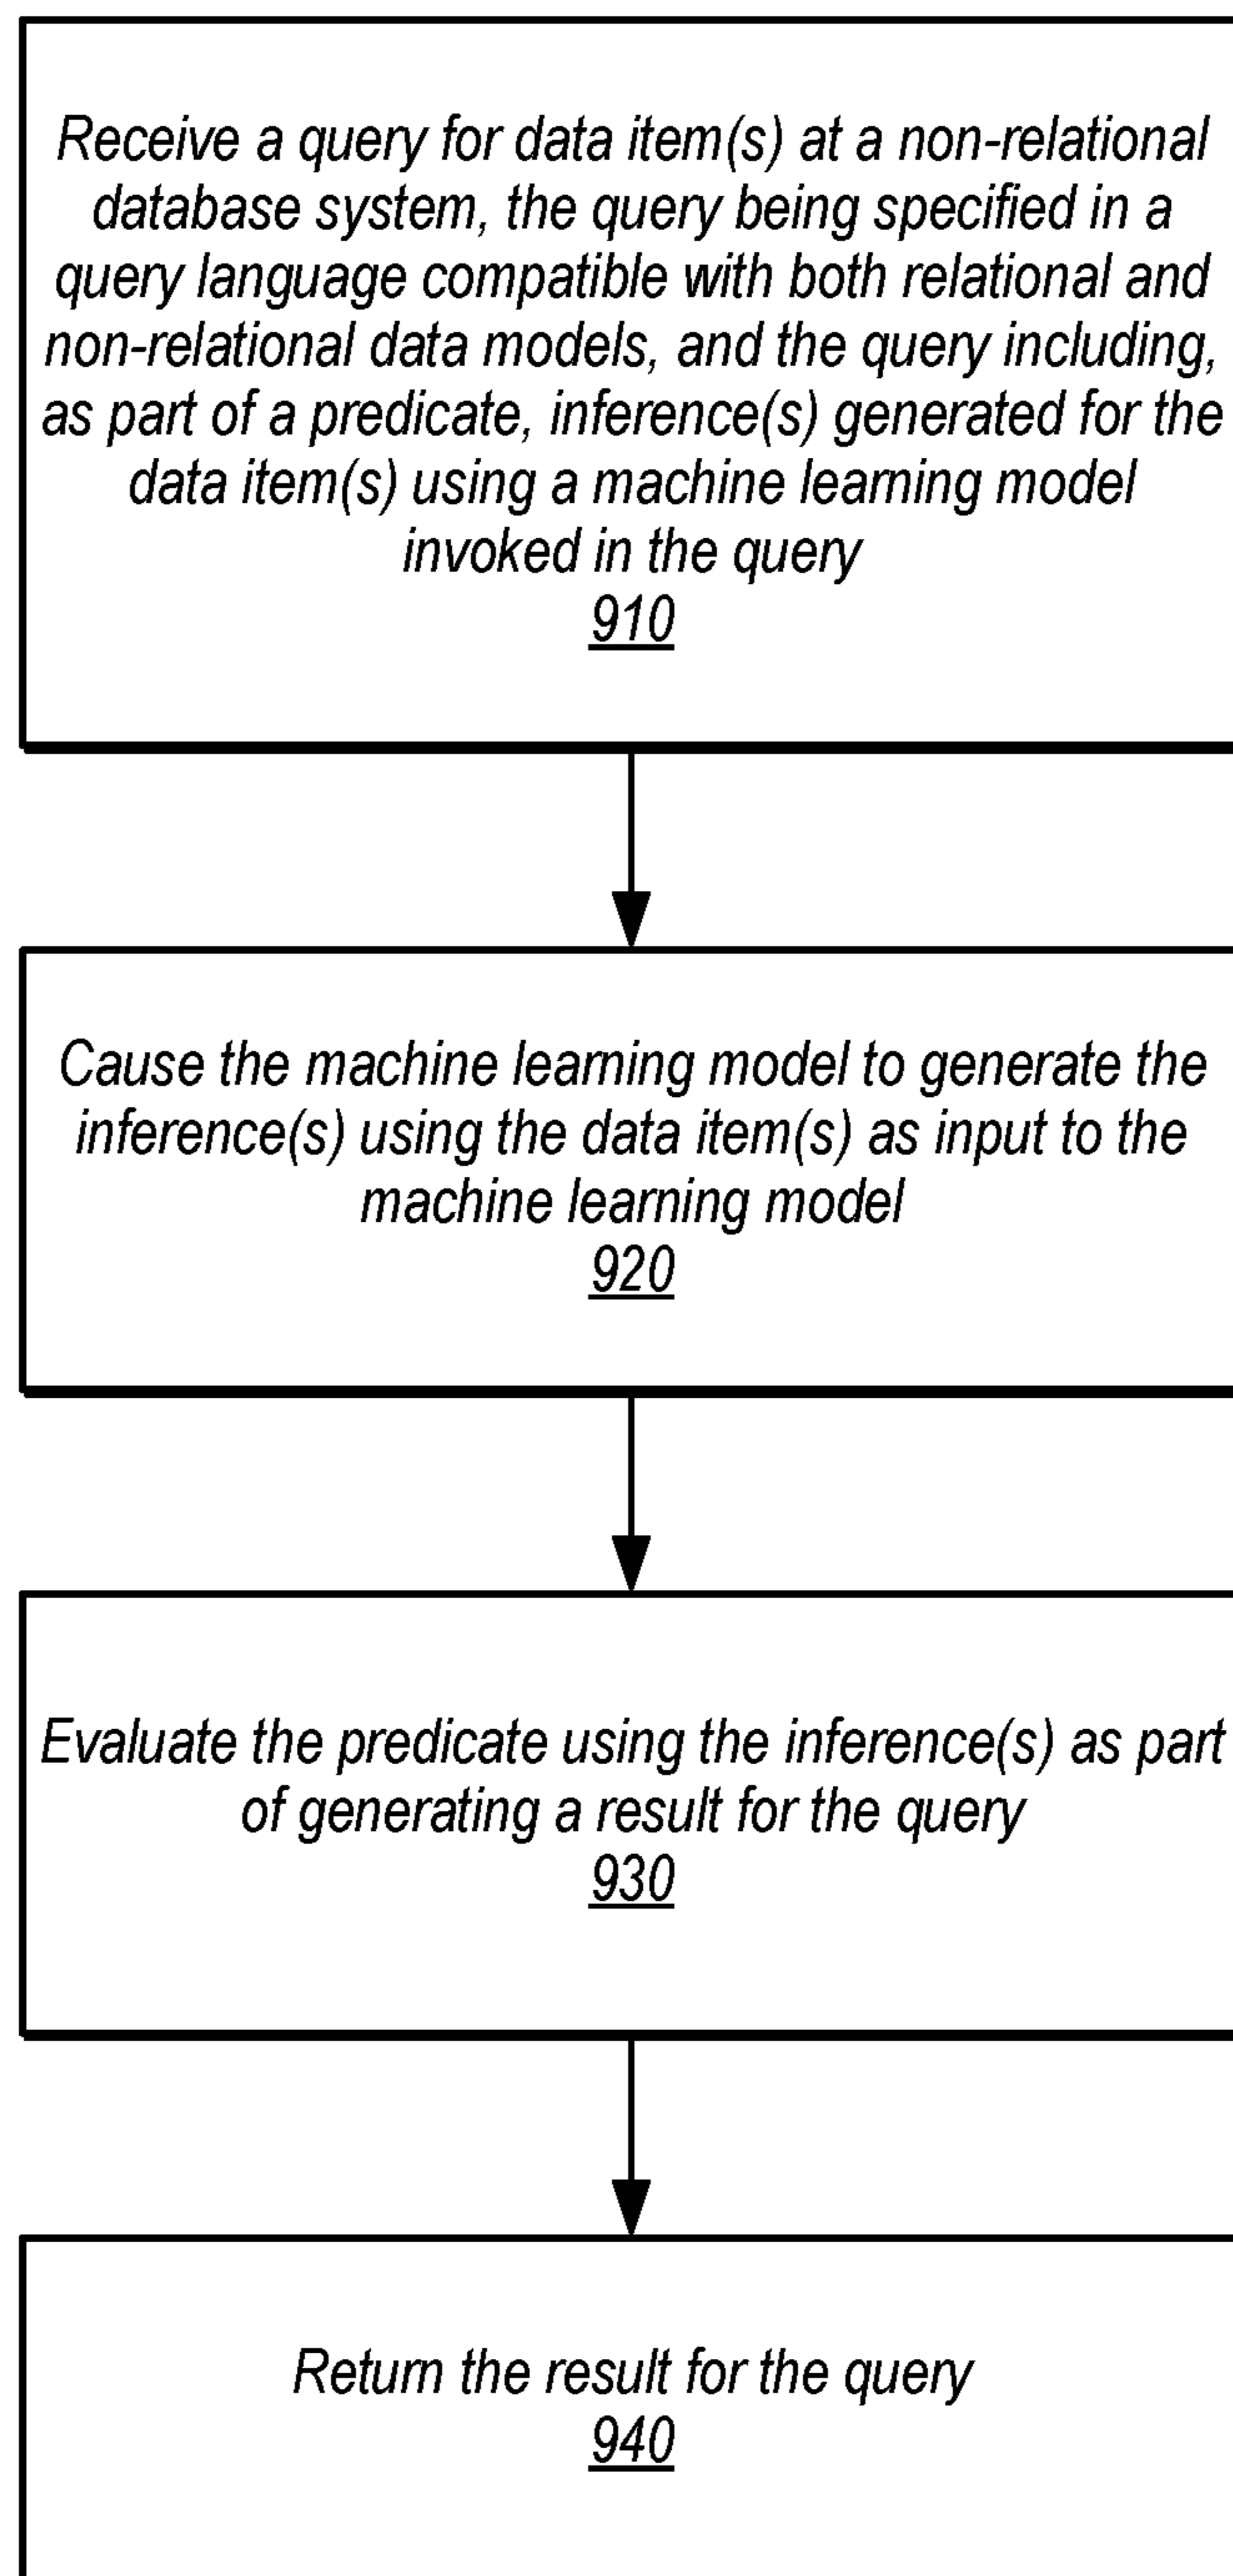 Receive a query for data item(s) at a non-relational
database system, the query being specified in a
query language compatible with both relational and
non-relational data models, and the query including,
as part of a predicate, inference(s) generated for the
data item(s) using a machine learning model
invoked in the query
910
Cause the machine learning model to generate the
inference(s) using the data item(s) as input to the
machine learning model
920
Evaluate the predicate using the inference(s) as part
of generating a result for the query
930
Return the result for the query
940